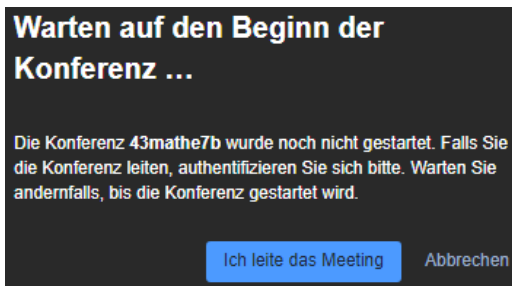 Warten auf den Beginn der
Konferenz …
Die Konferenz 43mathe7b wurde noch nicht gestartet. Falls Sie
die Konferenz leiten, authentifizieren Sie sich bitte. Warten Sie
andernfalls, bis die Konferenz gestartet wird.
Ich leite das Meeting Abbrechen